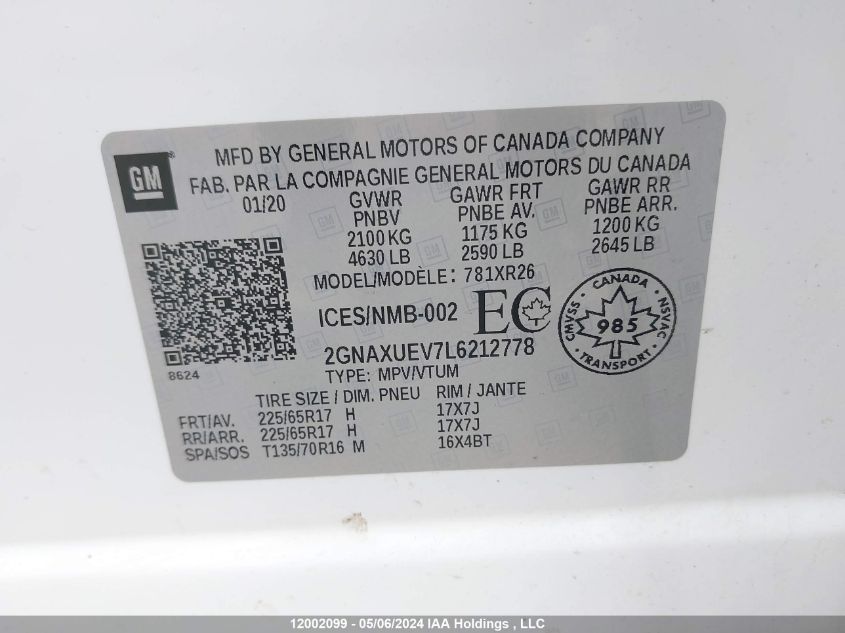 MFD BY GENERAL MOTORS OF CANADA COMPANY
FAB. PAR LA COMPAGNIE GENERAL MOTORS DU CANADA
GM ®
01/20 GVWR GAWR FRT GAWR RR
PNBV PNBE AV. PNBE ARR.
2100 KG 1175 KG 1200 KG
4630 LB 2590 LB 2645 LB
MODEL/MODÈLE: 781XR26
ICES/NMB-002 EC
CANADA
CMVSS 985 NSVAC
TRANSPORT
2GNAXUEV7L6212778
8624
TYPE: MPV/VTUM
TIRE SIZE / DIM. PNEU RIM / JANTE
FRT/AV. 225/65R17 H 17X7J
RR/ARR. 225/65R17 H 17X7J
SPA/SOS T135/70R16 M 16X4BT
12002099 - 05/06/2024 IAA Holdings , LLC